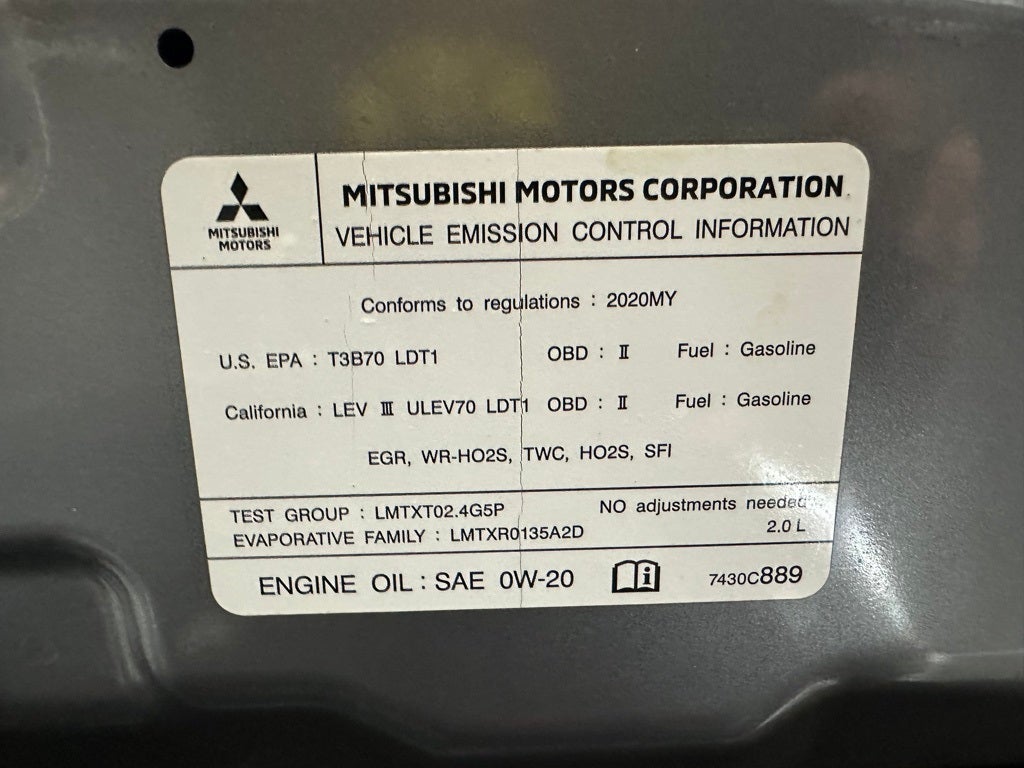 MITSUBISHI
MOTORS
MITSUBISHI MOTORS CORPORATION
VEHICLE EMISSION CONTROL INFORMATION
Conforms to regulations : 2020MY
U.S. EPA : T3B70 LDT1 OBD : II Fuel : Gasoline
California : LEV III ULEV70 LDT1 OBD : II Fuel : Gasoline
EGR, WR-HO2S, TWC, HO2S, SFI
TEST GROUP : LMTXT02.4G5P NO adjustments needed
EVAPORATIVE FAMILY : LMTXR0135A2D 2.0 L
ENGINE OIL : SAE 0W-20 i 7430C889